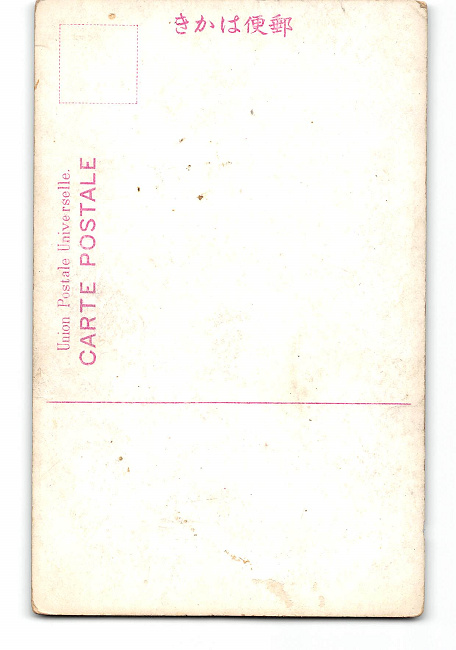 きかは便郵
Union Postale Universelle.
CARTE POSTALE